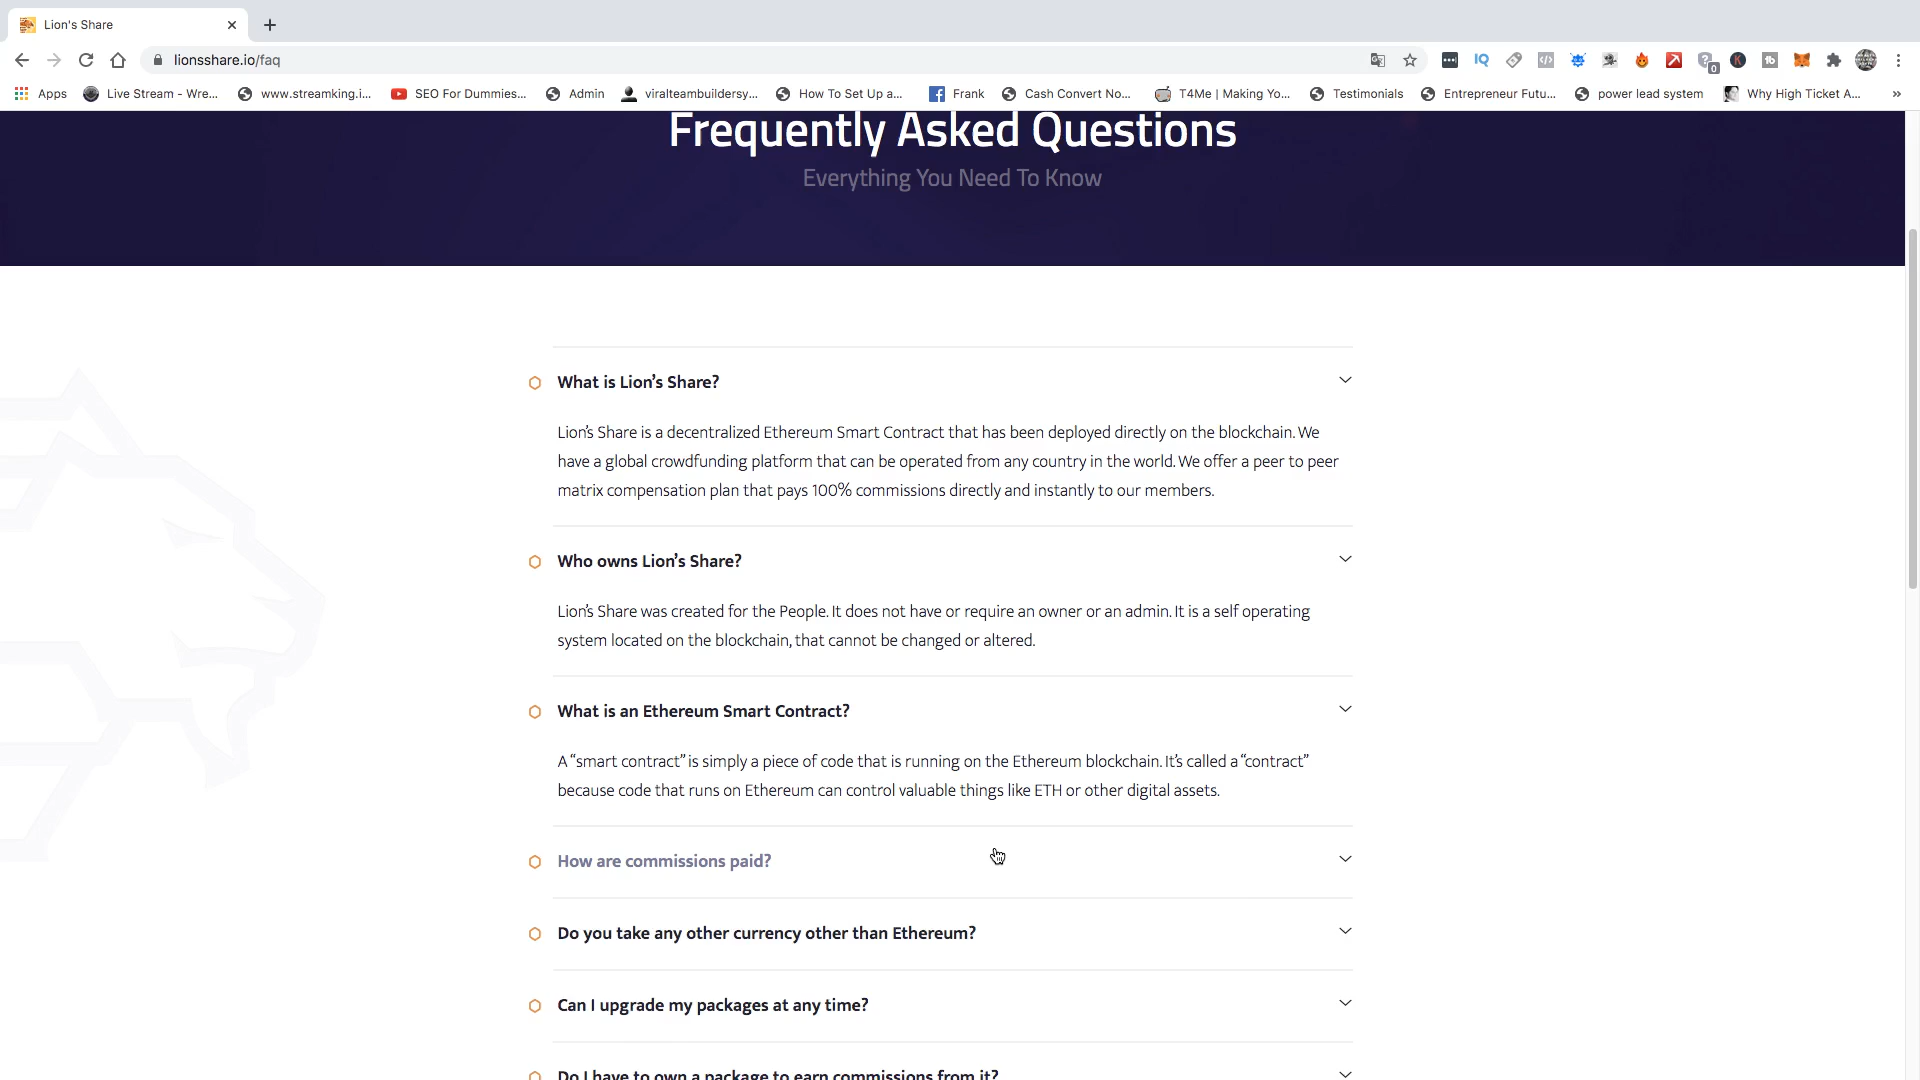 Lion's Share
lionsshare.io/faq
IQ
0
K
tb
Apps
Live Stream - Wre...
www.streamking.i...
SEO For Dummies...
Admin
viralteambuildersy...
How To Set Up a...
Frank
Cash Convert No...
T4Me | Making Yo...
Testimonials
Entrepreneur Futu...
power lead system
Why High Ticket A...
»
Frequently Asked Questions
Everything You Need To Know
What is Lion’s Share?
Lion’s Share is a decentralized Ethereum Smart Contract that has been deployed directly on the blockchain. We
have a global crowdfunding platform that can be operated from any country in the world. We offer a peer to peer
matrix compensation plan that pays 100% commissions directly and instantly to our members.
Who owns Lion’s Share?
Lion’s Share was created for the People. It does not have or require an owner or an admin. It is a self operating
system located on the blockchain, that cannot be changed or altered.
What is an Ethereum Smart Contract?
A “smart contract” is simply a piece of code that is running on the Ethereum blockchain. It’s called a “contract”
because code that runs on Ethereum can control valuable things like ETH or other digital assets.
How are commissions paid?
Do you take any other currency other than Ethereum?
Can I upgrade my packages at any time?
Do I have to own a package to earn commissions from it?